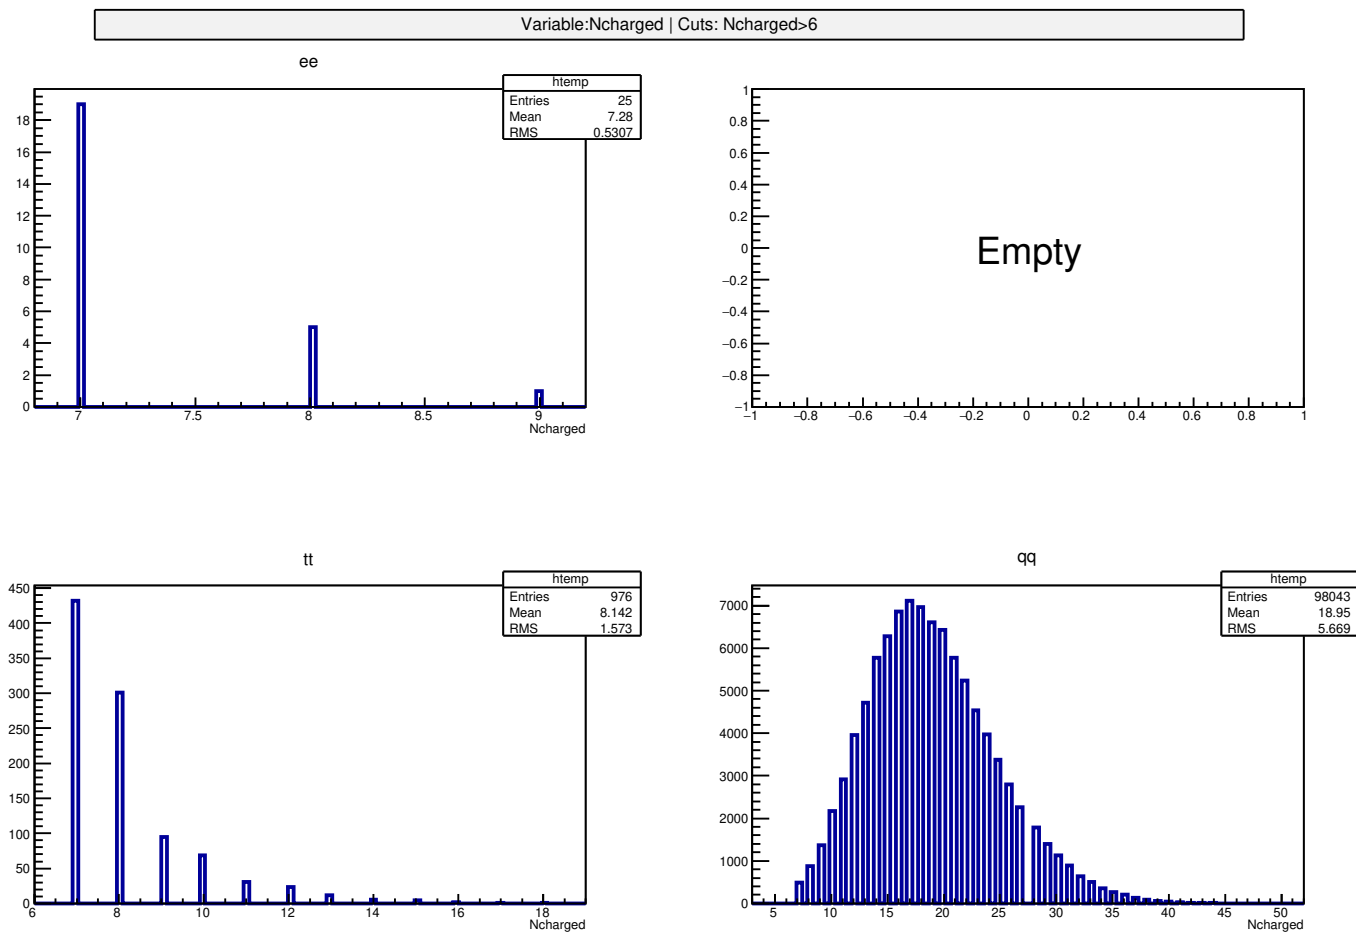 Variable:Ncharged | Cuts: Ncharged>6
ee
htemp
Entries 25
Mean 7.28
RMS 0.5307
18
16
14
12
10
8
6
4
2
0
7 7.5 8 8.5 9
Ncharged
1
0.8
0.6
0.4
0.2
0
−0.2
−0.4
−0.6
−0.8
−1
Empty
−1 −0.8 −0.6 −0.4 −0.2 0 0.2 0.4 0.6 0.8 1
tt
htemp
Entries 976
Mean 8.142
RMS 1.573
450
400
350
300
250
200
150
100
50
0
6 8 10 12 14 16 18
Ncharged
qq
htemp
Entries 98043
Mean 18.95
RMS 5.669
7000
6000
5000
4000
3000
2000
1000
0
5 10 15 20 25 30 35 40 45 50
Ncharged